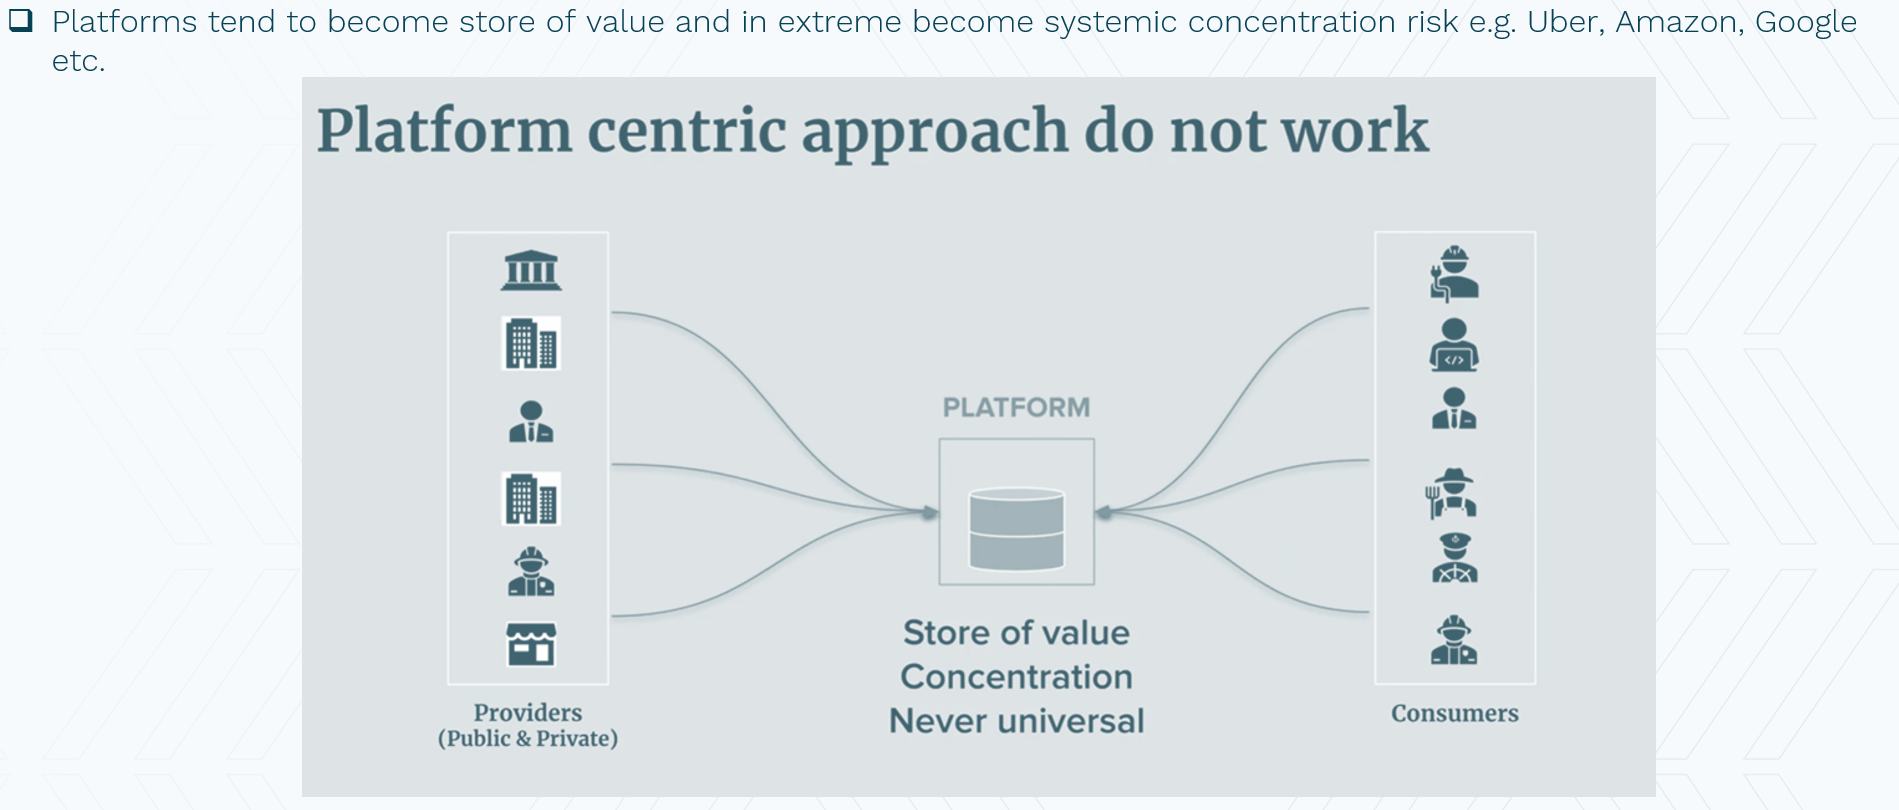 ❑ Platforms tend to become store of value and in extreme become systemic concentration risk e.g. Uber, Amazon, Google
etc.
Platform centric approach do not work
PLATFORM
</>
Store of value
Concentration
Never universal
Providers
(Public & Private)
Consumers